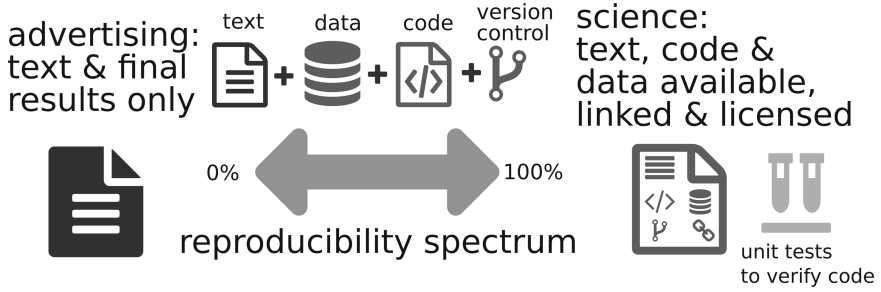 advertising:
text & final
results only
text
data
code
version
control
science:
text, code &
data available,
linked & licensed
0%
100%
reproducibility spectrum
unit tests
to verify code